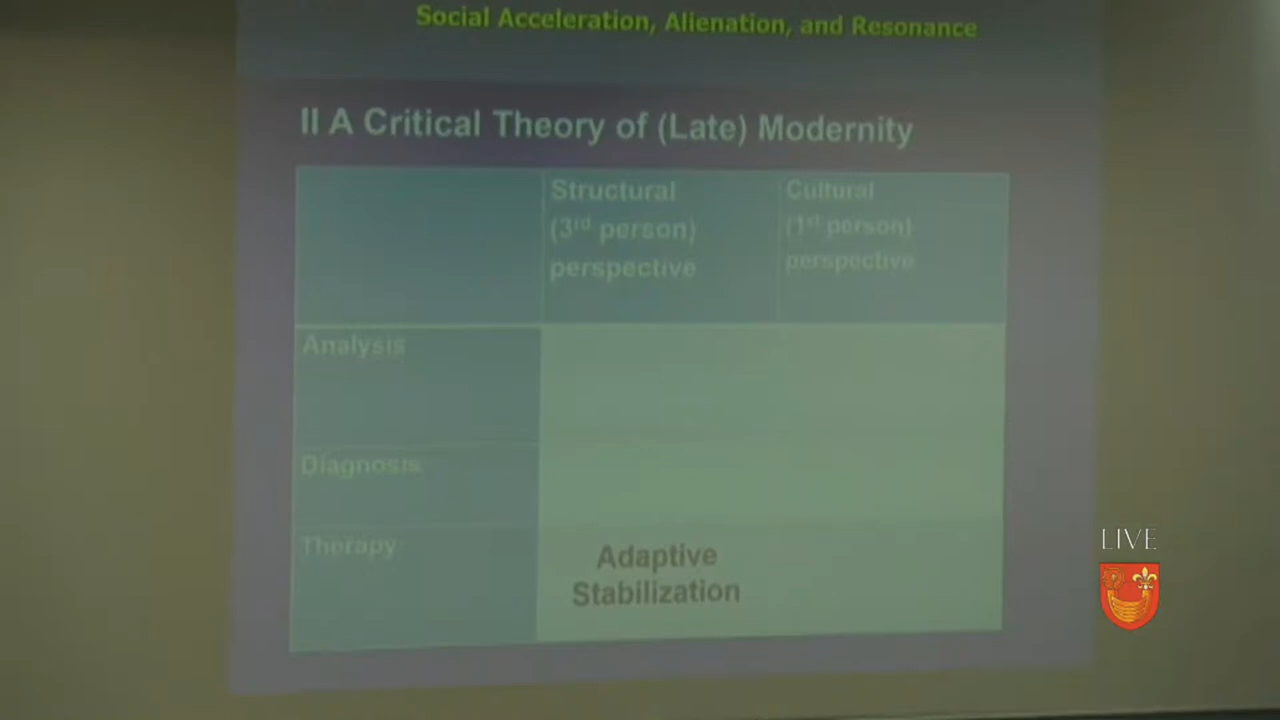 Social Acceleration, Alienation, and Resonance
II A Critical Theory of (Late) Modernity
Structural
(3rd person)
perspective
Cultural
(1st person)
perspective
Analysis
Diagnosis
Therapy
Adaptive
Stabilization
LIVE